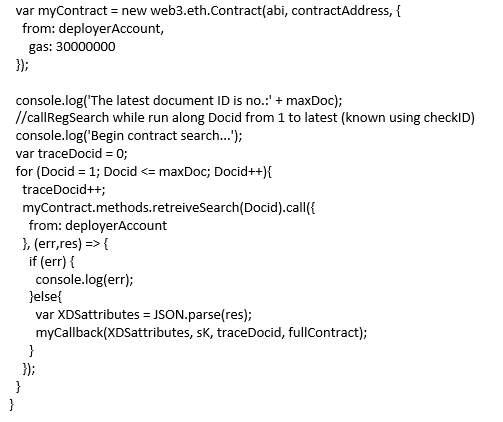 var myContract = new web3.eth.Contract(abi, contractAddress, {
from: deployerAccount,
gas: 30000000
});
console.log('The latest document ID is no.:' + maxDoc);
//callRegSearch while run along Docid from 1 to latest (known using checkID)
console.log('Begin contract search...');
var traceDocid = 0;
for (Docid = 1; Docid <= maxDoc; Docid++){
traceDocid++;
myContract.methods.retreiveSearch(Docid).call({
from: deployerAccount
}, (err,res) => {
if (err) {
console.log(err);
}else{
var XDSattributes = JSON.parse(res);
myCallback(XDSattributes, sK, traceDocid, fullContract);
}
});
}
}